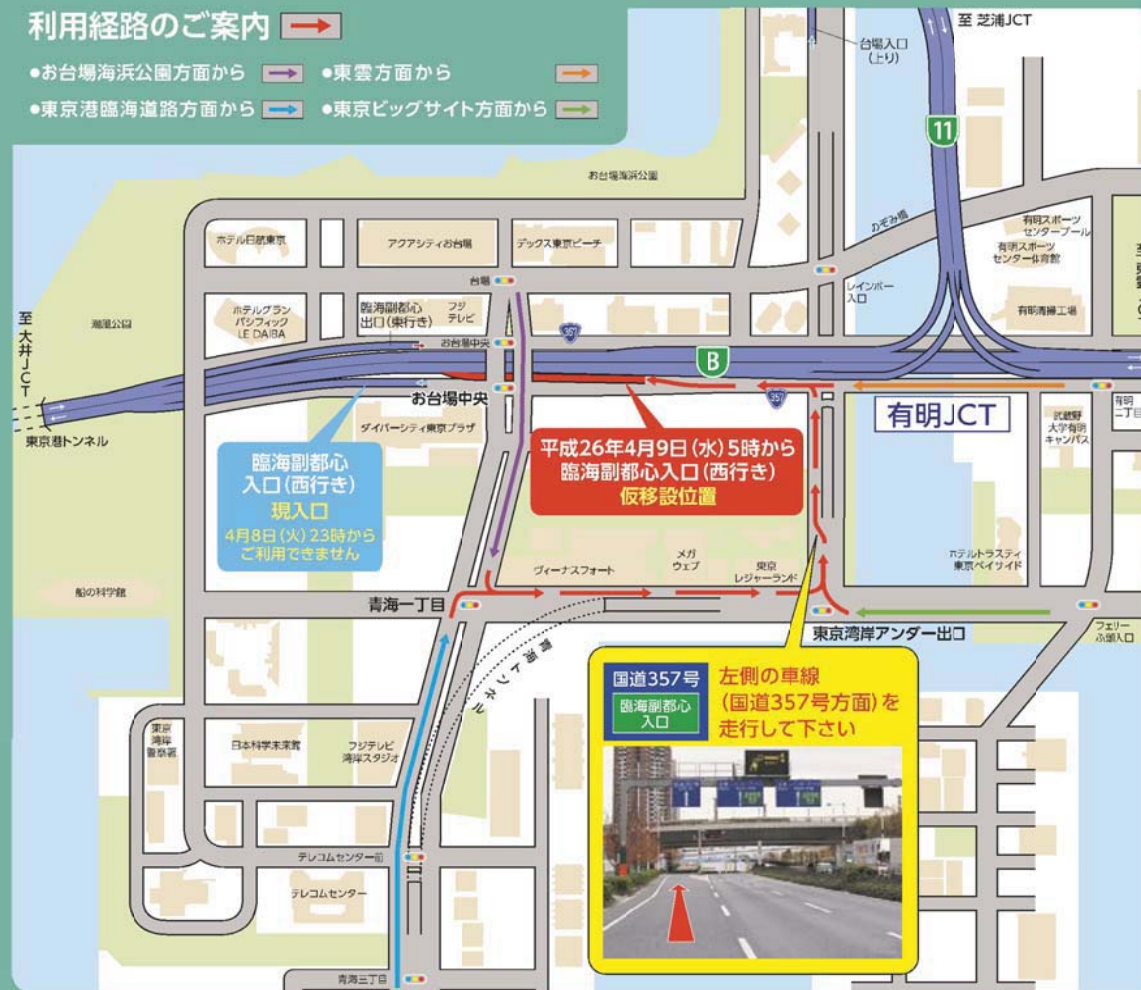 利用経路のご案内
●お台場海浜公園方面から
●東雲方面から
●東京港臨海道路方面から
●東京ビッグサイト方面から
至 芝浦JCT
台場入口
(上り)
11
お台場海浜公園
のぞみ橋
有明スポーツ
センタープール
有明スポーツ
センター体育館
ホテル日航東京
アクアシティお台場
デックス東京ビーチ
台場
レインボー
入口
有明清掃工場
至 大井JCT
潮風公園
ホテルグラン
パシフィック
LE DAIBA
臨海副都心
出口(東行き)
フジ
テレビ
357
お台場中央
B
お台場中央
357
有明JCT
有明
二丁目
東京港トンネル
ダイバーシティ東京プラザ
武蔵野
大学有明
キャンパス
臨海副都心
入口(西行き)
現入口
4月8日(火)23時から
ご利用できません
平成26年4月9日(水)5時から
臨海副都心入口(西行き)
仮移設位置
ヴィーナスフォート
メガ
ウェブ
東京
レジャーランド
ホテルトラスティ
東京ベイサイド
船の科学館
青海一丁目
東京湾岸アンダー出口
フェリー
ふ頭入口
青海トンネル
国道357号
臨海副都心
入口
左側の車線
(国道357号方面)を
走行して下さい
東京
湾岸
警察署
日本科学未来館
フジテレビ
湾岸スタジオ
テレコムセンター前
テレコムセンター
青海三丁目